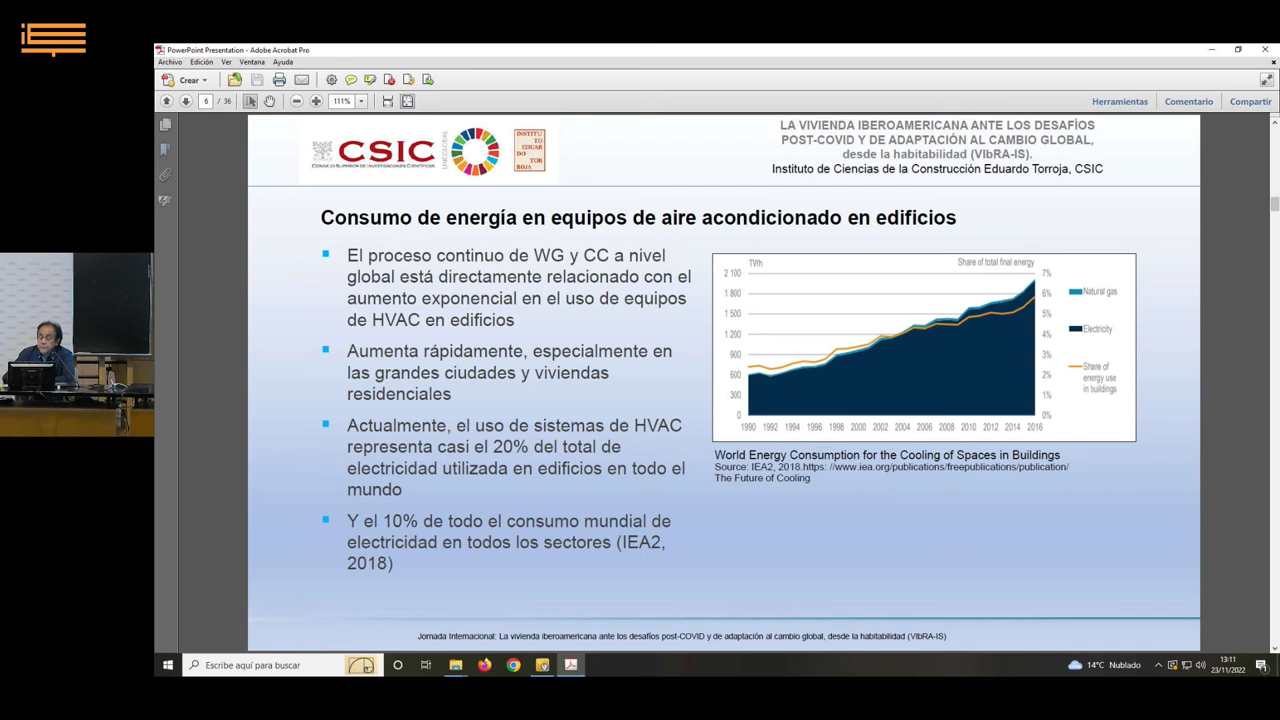 PowerPoint Presentation - Adobe Acrobat Pro
Archivo Edición Ver Ventana Ayuda
Crear
6 / 36 111%
Herramientas Comentario Compartir
CSIC
CONSEJO SUPERIOR DE INVESTIGACIONES CIENTÍFICAS
INSTITU
TO EDUAR
DO TOR
ROJA
LA VIVIENDA IBEROAMERICANA ANTE LOS DESAFÍOS
POST-COVID Y DE ADAPTACIÓN AL CAMBIO GLOBAL,
desde la habitabilidad (VIbRA-IS).
Instituto de Ciencias de la Construcción Eduardo Torroja, CSIC
Consumo de energía en equipos de aire acondicionado en edificios
El proceso continuo de WG y CC a nivel
global está directamente relacionado con el
aumento exponencial en el uso de equipos
de HVAC en edificios
Aumenta rápidamente, especialmente en
las grandes ciudades y viviendas
residenciales
Actualmente, el uso de sistemas de HVAC
representa casi el 20% del total de
electricidad utilizada en edificios en todo el
mundo
Y el 10% de todo el consumo mundial de
electricidad en todos los sectores (IEA2,
2018)
TWh Share of total final energy
2 100 7%
1 800 6%
1 500 5%
1 200 4%
900 3%
600 2%
300 1%
0 0%
1990 1992 1994 1996 1998 2000 2002 2004 2006 2008 2010 2012 2014 2016
Natural gas
Electricity
Share of
energy use
in buildings
World Energy Consumption for the Cooling of Spaces in Buildings
Source: IEA2, 2018.https: //www.iea.org/publications/freepublications/publication/
The Future of Cooling
Jornada Internacional: La vivienda iberoamericana ante los desafíos post-COVID y de adaptación al cambio global, desde la habitabilidad (VIbRA-IS)
Escribe aquí para buscar
14°C Nublado
13:11
23/11/2022